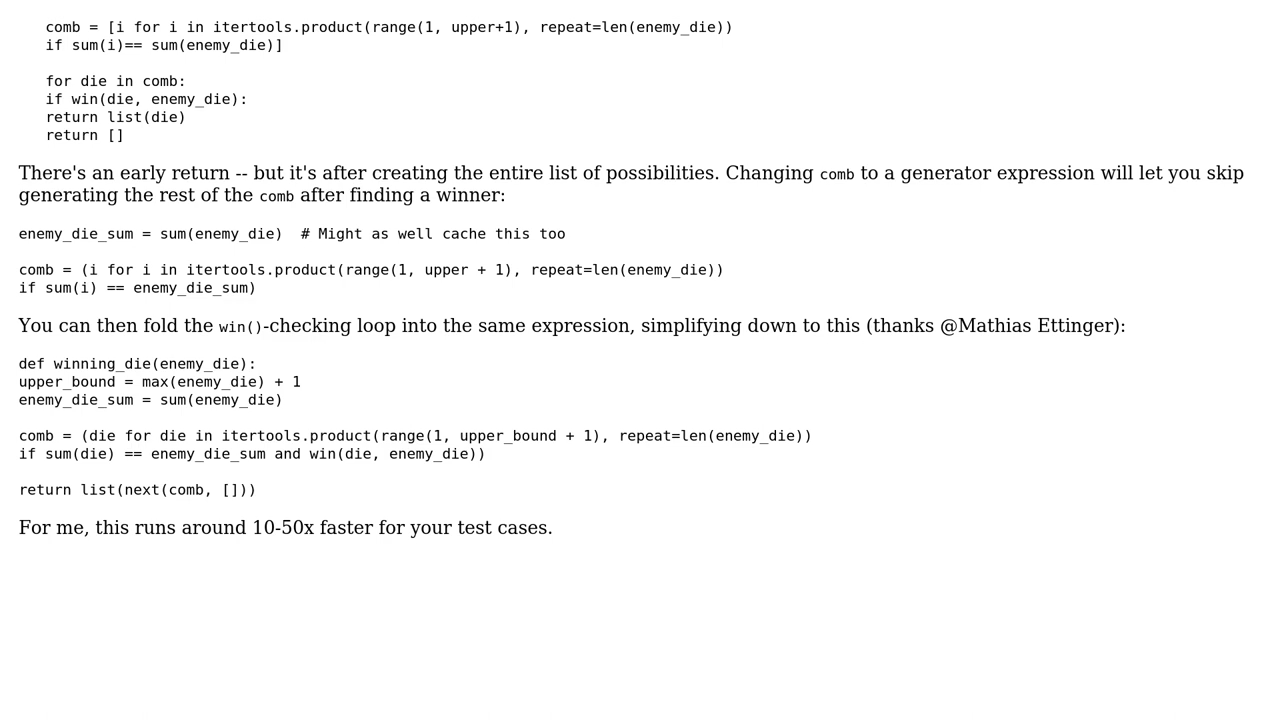 comb = [i for i in itertools.product(range(1, upper+1), repeat=len(enemy_die))
if sum(i)== sum(enemy_die)]
for die in comb:
if win(die, enemy_die):
return list(die)
return []
There's an early return -- but it's after creating the entire list of possibilities. Changing comb to a generator expression will let you skip
generating the rest of the comb after finding a winner:
enemy_die_sum = sum(enemy_die)  # Might as well cache this too
comb = (i for i in itertools.product(range(1, upper + 1), repeat=len(enemy_die))
if sum(i) == enemy_die_sum)
You can then fold the win()-checking loop into the same expression, simplifying down to this (thanks @Mathias Ettinger):
def winning_die(enemy_die):
upper_bound = max(enemy_die) + 1
enemy_die_sum = sum(enemy_die)
comb = (die for die in itertools.product(range(1, upper_bound + 1), repeat=len(enemy_die))
if sum(die) == enemy_die_sum and win(die, enemy_die))
return list(next(comb, []))
For me, this runs around 10-50x faster for your test cases.